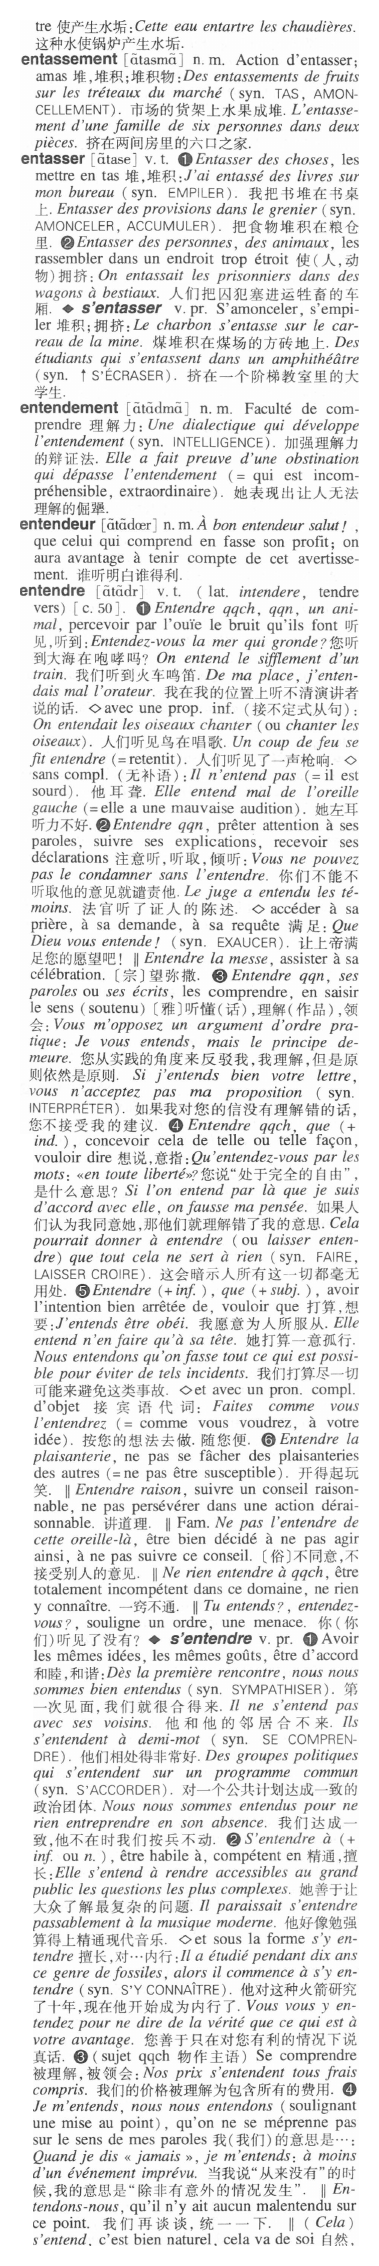 tre 使产生水垢:Cette eau entartre les chaudières.
这种水使锅炉产生水垢.
entassement [ɑ̃tasmɑ̃] n. m. Action d'entasser;
amas 堆,堆积;堆积物:Des entassements de fruits
sur les tréteaux du marché (syn. TAS, AMON-
CELLEMENT). 市场的货架上水果成堆. L'entasse-
ment d'une famille de six personnes dans deux
pièces. 挤在两间房里的六口之家.
entasser [ɑ̃tase] v. t. ❶Entasser des choses, les
mettre en tas 堆,堆积:J'ai entassé des livres sur
mon bureau (syn. EMPILER). 我把书堆在书桌
上. Entasser des provisions dans le grenier (syn.
AMONCELER, ACCUMULER). 把食物堆积在粮仓
里. ❷Entasser des personnes, des animaux, les
rassembler dans un endroit trop étroit 使(人,动
物)拥挤:On entassait les prisonniers dans des
wagons à bestiaux. 人们把囚犯塞进运牲畜的车
厢. ◆ s'entasser v. pr. S'amonceler, s'empi-
ler 堆积;拥挤:Le charbon s'entasse sur le car-
reau de la mine. 煤堆积在煤场的方砖地上. Des
étudiants qui s'entassent dans un amphithéâtre
(syn. ↑S'ÉCRASER). 挤在一个阶梯教室里的大
学生.
entendement [ɑ̃tɑ̃dmɑ̃] n. m. Faculté de com-
prendre 理解力:Une dialectique qui développe
l'entendement (syn. INTELLIGENCE). 加强理解力
的辩证法. Elle a fait preuve d'une obstination
qui dépasse l'entendement (= qui est incom-
préhensible, extraordinaire). 她表现出让人无法
理解的倔犟.
entendeur [ɑ̃tɑ̃dœr] n. m. À bon entendeur salut!,
que celui qui comprend en fasse son profit; on
aura avantage à tenir compte de cet avertisse-
ment. 谁听明白谁得利.
entendre [ɑ̃tɑ̃dr] v. t. (lat. intendere, tendre
vers) [c. 50]. ❶Entendre qqch, qqn, un ani-
mal, percevoir par l'ouïe le bruit qu'ils font 听
见,听到:Entendez-vous la mer qui gronde?您听
到大海在咆哮吗? On entend le sifflement d'un
train. 我们听到火车鸣笛. De ma place, j'enten-
dais mal l'orateur. 我在我的位置上听不清演讲者
说的话. ◇avec une prop. inf. (接不定式从句):
On entendait les oiseaux chanter (ou chanter les
oiseaux). 人们听见鸟在唱歌. Un coup de feu se
fit entendre (=retentit). 人们听见了一声枪响. ◇
sans compl. (无补语):Il n'entend pas (=il est
sourd). 他耳聋. Elle entend mal de l'oreille
gauche (=elle a une mauvaise audition). 她左耳
听力不好.❷Entendre qqn, prêter attention à ses
paroles, suivre ses explications, recevoir ses
déclarations 注意听,听取,倾听:Vous ne pouvez
pas le condamner sans l'entendre. 你们不能不
听取他的意见就谴责他. Le juge a entendu les té-
moins. 法官听了证人的陈述. ◇accéder à sa
prière, à sa demande, à sa requête 满足:Que
Dieu vous entende! (syn. EXAUCER). 让上帝满
足您的愿望吧! ‖Entendre la messe, assister à sa
célébration. 〔宗〕望弥撒. ❸Entendre qqn, ses
paroles ou ses écrits, les comprendre, en saisir
le sens (soutenu)〔雅〕听懂(话),理解(作品),领
会:Vous m'opposez un argument d'ordre pra-
tique: Je vous entends, mais le principe de-
meure. 您从实践的角度来反驳我,我理解,但是原
则依然是原则. Si j'entends bien votre lettre,
vous n'acceptez pas ma proposition (syn.
INTERPRÉTER). 如果我对您的信没有理解错的话,
您不接受我的建议. ❹Entendre qqch, que (+
ind.), concevoir cela de telle ou telle façon,
vouloir dire 想说,意指:Qu'entendez-vous par les
mots: «en toute liberté»?您说“处于完全的自由”,
是什么意思? Si l'on entend par là que je suis
d'accord avec elle, on fausse ma pensée. 如果人
们认为我同意她,那他们就理解错了我的意思. Cela
pourrait donner à entendre (ou laisser enten-
dre) que tout cela ne sert à rien (syn. FAIRE,
LAISSER CROIRE). 这会暗示人所有这一切都毫无
用处. ❺Entendre (+inf.), que (+subj.), avoir
l'intention bien arrêtée de, vouloir que 打算,想
要:J'entends être obéi. 我愿意为人所服从. Elle
entend n'en faire qu'à sa tête. 她打算一意孤行.
Nous entendons qu'on fasse tout ce qui est possi-
ble pour éviter de tels incidents. 我们打算尽一切
可能来避免这类事故. ◇et avec un pron. compl.
d'objet 接宾语代词: Faites comme vous
l'entendrez (= comme vous voudrez, à votre
idée). 按您的想法去做. 随您便. ❻Entendre la
plaisanterie, ne pas se fâcher des plaisanteries
des autres (=ne pas être susceptible). 开得起玩
笑. ‖Entendre raison, suivre un conseil raison-
nable, ne pas persévérer dans une action dérai-
sonnable. 讲道理. ‖Fam. Ne pas l'entendre de
cette oreille-là, être bien décidé à ne pas agir
ainsi, à ne pas suivre ce conseil. 〔俗〕不同意,不
接受别人的意见. ‖Ne rien entendre à qqch, être
totalement incompétent dans ce domaine, ne rien
y connaître. 一窍不通. ‖Tu entends?, entendez-
vous?, souligne un ordre, une menace. 你(你
们)听见了没有? ◆ s'entendre v. pr. ❶Avoir
les mêmes idées, les mêmes goûts, être d'accord
和睦,和谐:Dès la première rencontre, nous nous
sommes bien entendus (syn. SYMPATHISER). 第
一次见面,我们就很合得来. Il ne s'entend pas
avec ses voisins. 他和他的邻居合不来. Ils
s'entendent à demi-mot (syn. SE COMPREN-
DRE). 他们相处得非常好. Des groupes politiques
qui s'entendent sur un programme commun
(syn. S'ACCORDER). 对一个公共计划达成一致的
政治团体. Nous nous sommes entendus pour ne
rien entreprendre en son absence. 我们达成一
致,他不在时我们按兵不动. ❷S'entendre à (+
inf. ou n.), être habile à, compétent en 精通,擅
长:Elle s'entend à rendre accessibles au grand
public les questions les plus complexes. 她善于让
大众了解最复杂的问题. Il paraissait s'entendre
passablement à la musique moderne. 他好像勉强
算得上精通现代音乐. ◇et sous la forme s'y en-
tendre 擅长,对…内行:Il a étudié pendant dix ans
ce genre de fossiles, alors il commence à s'y en-
tendre (syn. S'Y CONNAÎTRE). 他对这种火箭研究
了十年,现在他开始成为内行了. Vous vous y en-
tendez pour ne dire de la vérité que ce qui est à
votre avantage. 您善于只在对您有利的情况下说
真话. ❸(sujet qqch 物作主语) Se comprendre
被理解,被领会:Nos prix s'entendent tous frais
compris. 我们的价格被理解为包含所有的费用. ❹
Je m'entends, nous nous entendons (soulignant
une mise au point), qu'on ne se méprenne pas
sur le sens de mes paroles 我(我们)的意思是…:
Quand je dis « jamais », je m'entends: à moins
d'un événement imprévu. 当我说“从来没有”的时
候,我的意思是“除非有意外的情况发生”. ‖En-
tendons-nous, qu'il n'y ait aucun malentendu sur
ce point. 我们再谈谈,统一一下. ‖(Cela)
s'entend, c'est bien naturel, cela va de soi 自然,